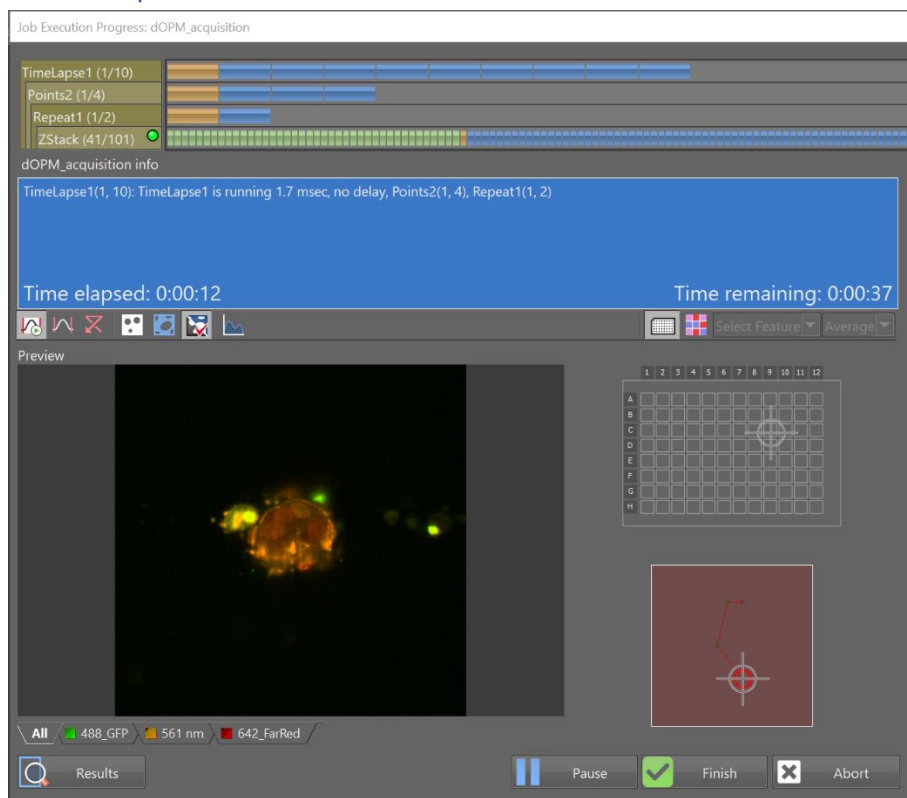 Job Execution Progress: dOPM_acquisition
TimeLapse1 (1/10)
Points2 (1/4)
Repeat1 (1/2)
ZStack (41/101)
dOPM_acquisition info
TimeLapse1(1, 10): TimeLapse1 is running 1.7 msec, no delay, Points2(1, 4), Repeat1(1, 2)
Time elapsed: 0:00:12 Time remaining: 0:00:37
Select Feature Average
Preview
1 2 3 4 5 6 7 8 9 10 11 12
A
B
C
D
E
F
G
H
All 488_GFP 561 nm 642_FarRed
Results Pause Finish Abort